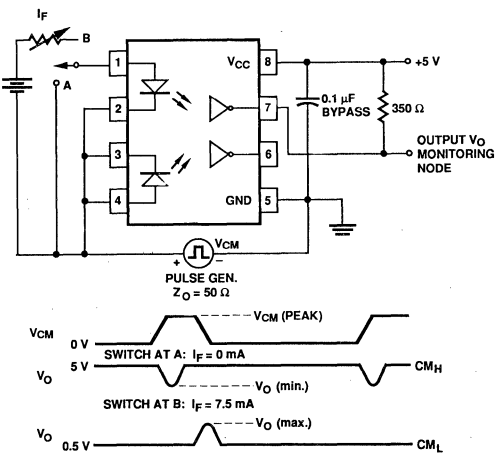 I_F
B
A
1
2
3
4
V_CC
GND
8
7
6
5
+5 V
0.1 µF
BYPASS
350 Ω
OUTPUT V_O
MONITORING
NODE
+
V_CM
–
PULSE GEN.
Z_O = 50 Ω
V_CM
0 V
V_CM (PEAK)
SWITCH AT A: I_F = 0 mA
V_O
5 V
CM_H
V_O (min.)
SWITCH AT B: I_F = 7.5 mA
V_O
0.5 V
V_O (max.)
CM_L